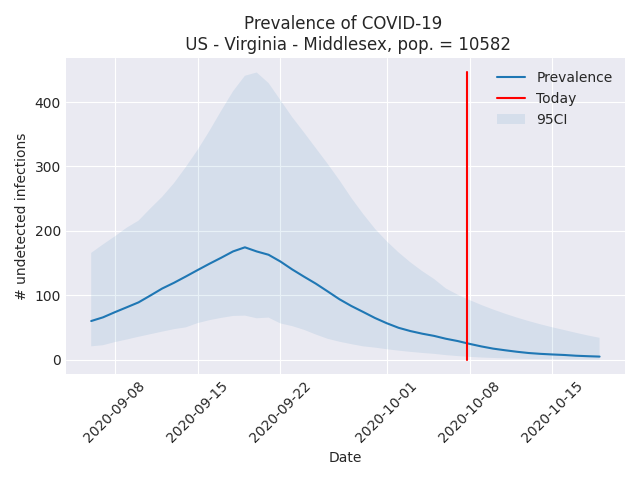 Prevalence of COVID-19
US - Virginia - Middlesex, pop. = 10582
Prevalence
Today
95CI
# undetected infections
400
300
200
100
0
2020-09-08
2020-09-15
2020-09-22
2020-10-01
2020-10-08
2020-10-15
Date